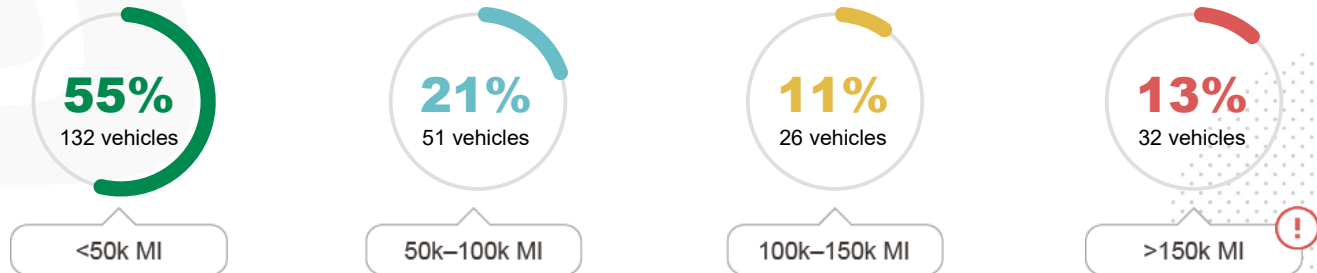 55%
132 vehicles
<50k MI
21%
51 vehicles
50k–100k MI
11%
26 vehicles
100k–150k MI
13%
32 vehicles
>150k MI
!